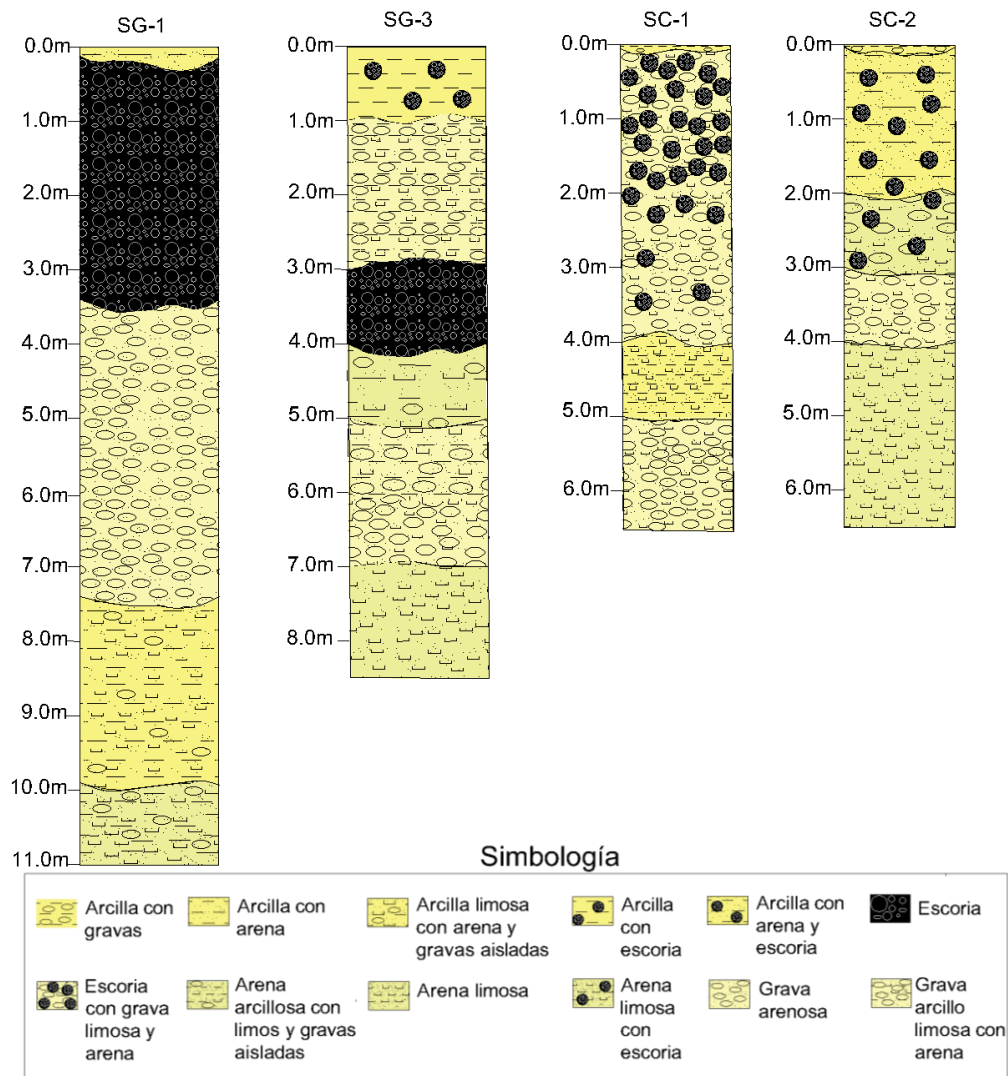 SG-1
0.0m
1.0m
2.0m
3.0m
4.0m
5.0m
6.0m
7.0m
8.0m
9.0m
10.0m
11.0m
SG-3
0.0m
1.0m
2.0m
3.0m
4.0m
5.0m
6.0m
7.0m
8.0m
SC-1
0.0m
1.0m
2.0m
3.0m
4.0m
5.0m
6.0m
SC-2
0.0m
1.0m
2.0m
3.0m
4.0m
5.0m
6.0m
Simbología
Arcilla con
gravas
Arcilla con
arena
Arcilla limosa
con arena y
gravas aisladas
Arcilla
con
escoria
Arcilla con
arena y
escoria
Escoria
Escoria
con grava
limosa y
arena
Arena
arcillosa con
limos y gravas
aisladas
Arena limosa
Arena
limosa
con
escoria
Grava
arenosa
Grava
arcillo
limosa con
arena